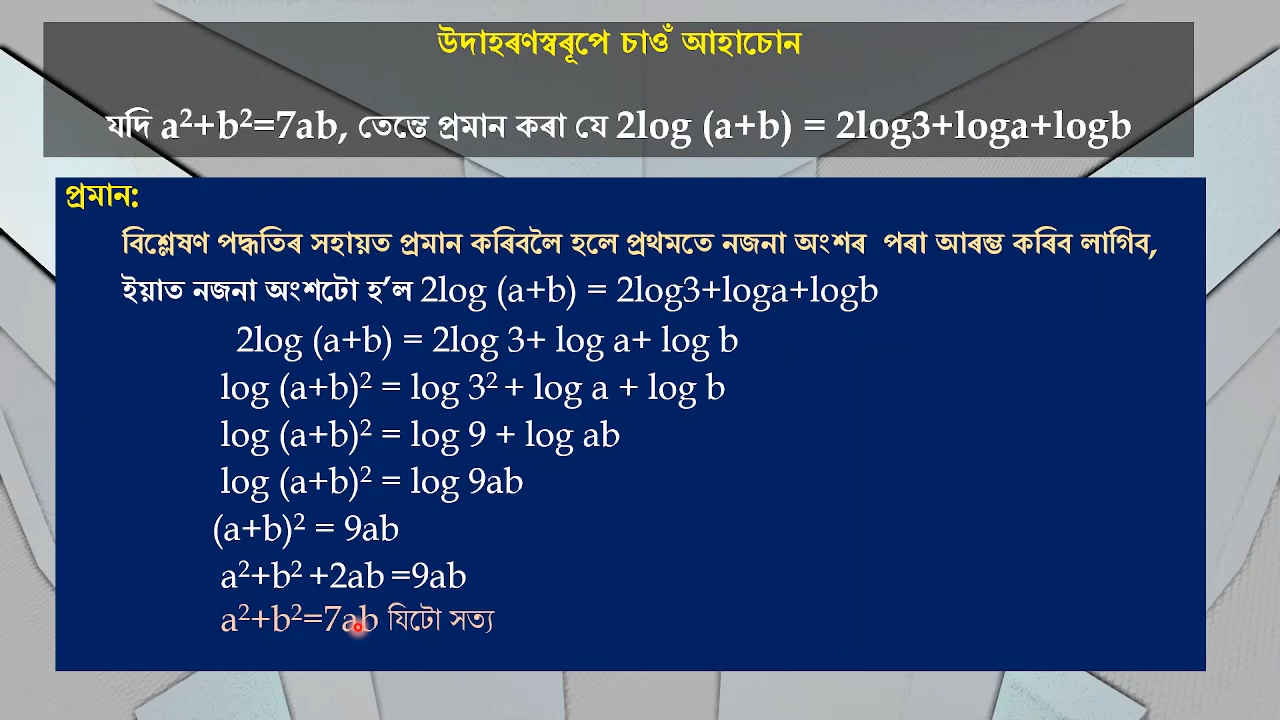 উদাহৰণস্বৰূপে চাওঁ আহাচোন
যদি a²+b²=7ab, তেন্তে প্ৰমান কৰা যে 2log (a+b) = 2log3+loga+logb
প্ৰমান:
বিশ্লেষণ পদ্ধতিৰ সহায়ত প্ৰমান কৰিবলৈ হলে প্ৰথমতে নজনা অংশৰ পৰা আৰম্ভ কৰিব লাগিব,
ইয়াত নজনা অংশটো হ'ল 2log (a+b) = 2log3+loga+logb
2log (a+b) = 2log 3+ log a+ log b
log (a+b)² = log 3² + log a + log b
log (a+b)² = log 9 + log ab
log (a+b)² = log 9ab
(a+b)² = 9ab
a²+b² +2ab =9ab
a²+b²=7ab যিটো সত্য